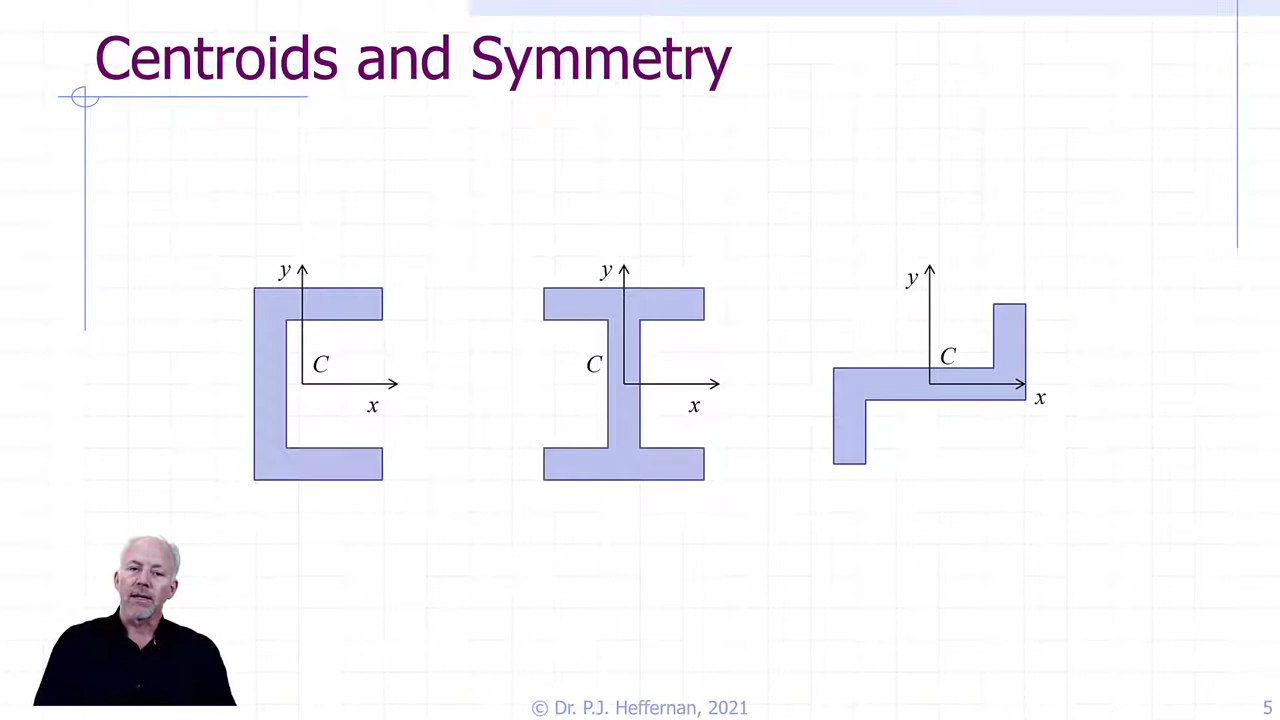 Centroids and Symmetry
y
C
x
y
C
x
y
C
x
© Dr. P.J. Heffernan, 2021
5